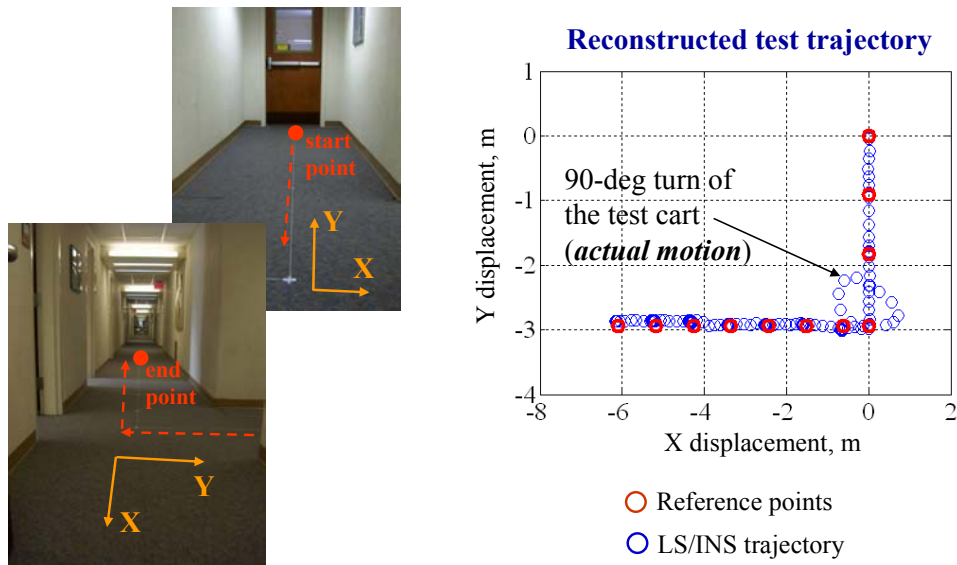 start
point
Y
X
end
point
Y
X
Reconstructed test trajectory
1
0
-1
-2
-3
-4
Y displacement, m
90-deg turn of
the test cart
(actual motion)
-8 -6 -4 -2 0 2
X displacement, m
Reference points
LS/INS trajectory